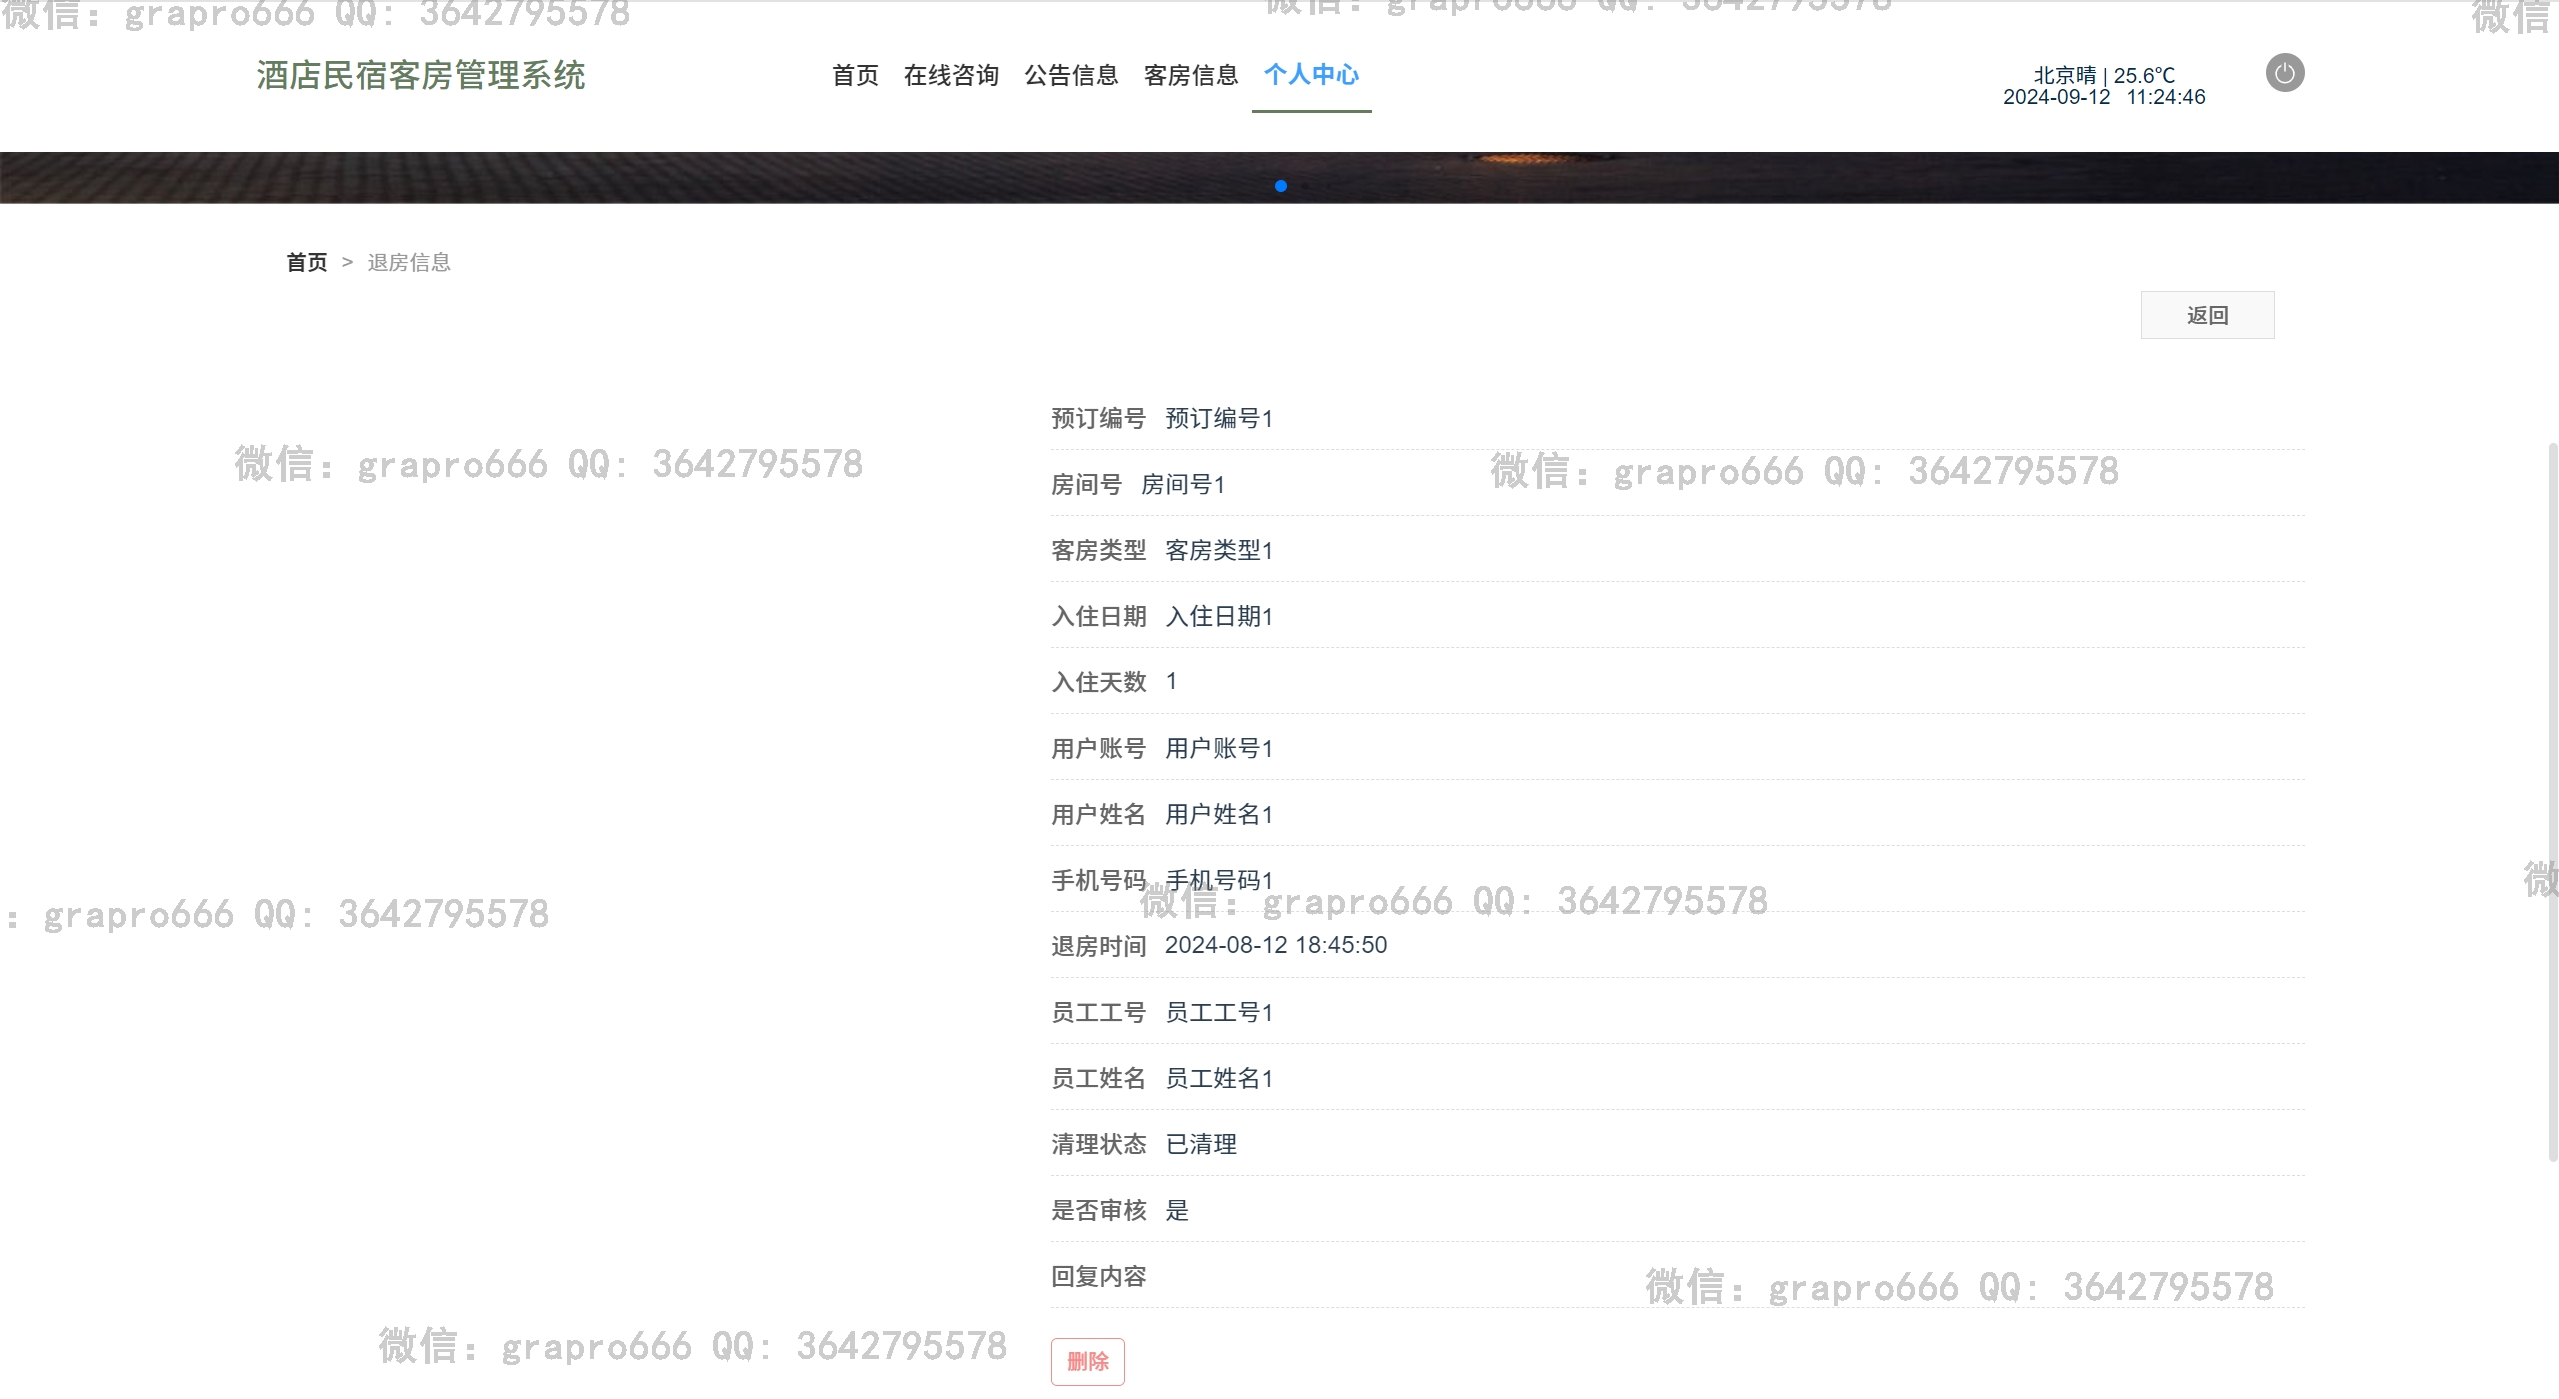 微信：grapro666 QQ: 3642795578
微信
酒店民宿客房管理系统
首页 在线咨询 公告信息 客房信息 个人中心
北京晴 | 25.6℃
2024-09-12 11:24:46
首页 > 退房信息
返回
预订编号 预订编号1
微信：grapro666 QQ: 3642795578
微信：grapro666 QQ: 3642795578
房间号 房间号1
客房类型 客房类型1
入住日期 入住日期1
入住天数 1
用户账号 用户账号1
用户姓名 用户姓名1
手机号码 手机号码1
微信：grapro666 QQ: 3642795578
微
：grapro666 QQ: 3642795578
退房时间 2024-08-12 18:45:50
员工工号 员工工号1
员工姓名 员工姓名1
清理状态 已清理
是否审核 是
回复内容
微信：grapro666 QQ: 3642795578
微信：grapro666 QQ: 3642795578
删除